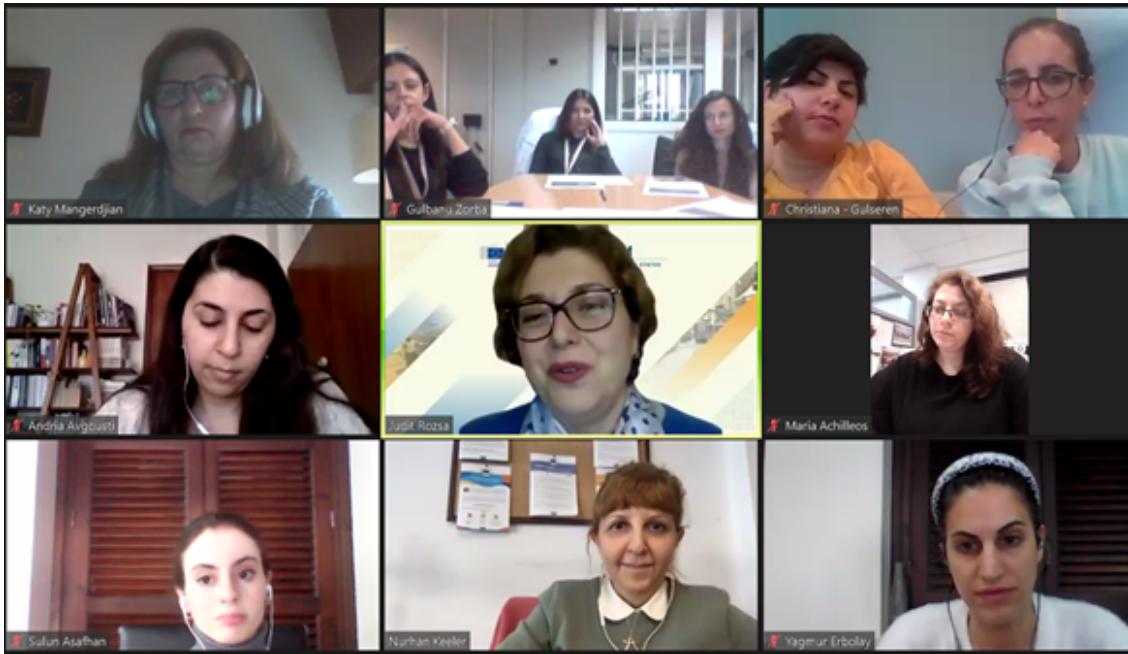 Katy Mangerdjian
Gulbanu Zorba
Christiana - Gulseren
Andria Avgousti
Judit Rozsa
Maria Achilleos
Sulun Asafhan
Nurhan Keeler
Yagmur Erbolay